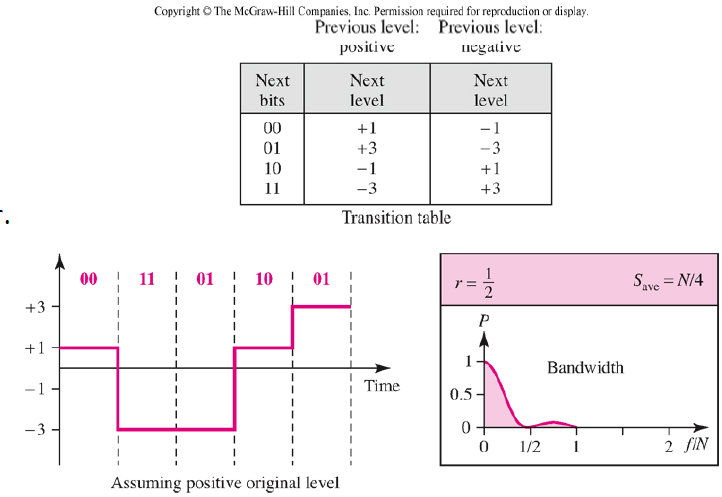 Copyright © The McGraw-Hill Companies, Inc. Permission required for reproduction or display.
Previous level: Previous level:
positive negative
Next Next Next
bits level level
00 +1 −1
01 +3 −3
10 −1 +1
11 −3 +3
Transition table
00 11 01 10 01
+3
+1
−1
−3
Time
Assuming positive original level
r = 1/2 Save = N/4
P
1
Bandwidth
0.5
0
0 1/2 1 2 f/N